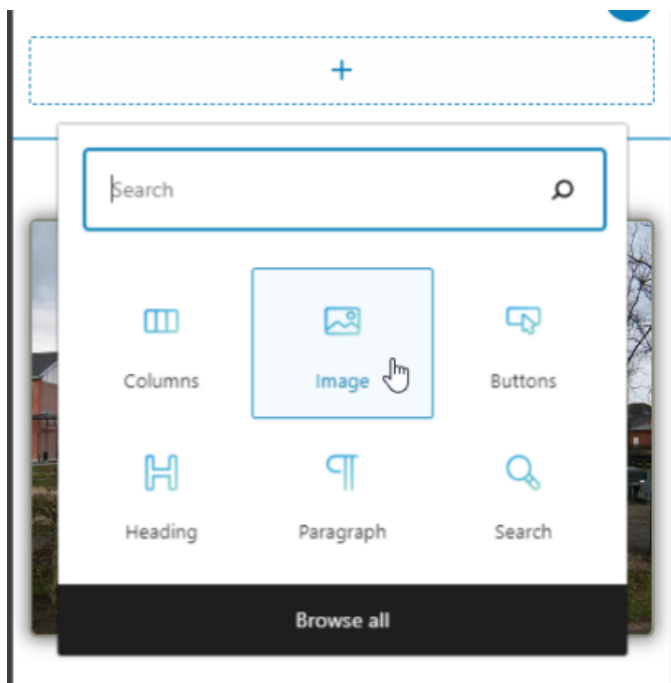 Search
Columns
Image
Buttons
Heading
Paragraph
Search
Browse all